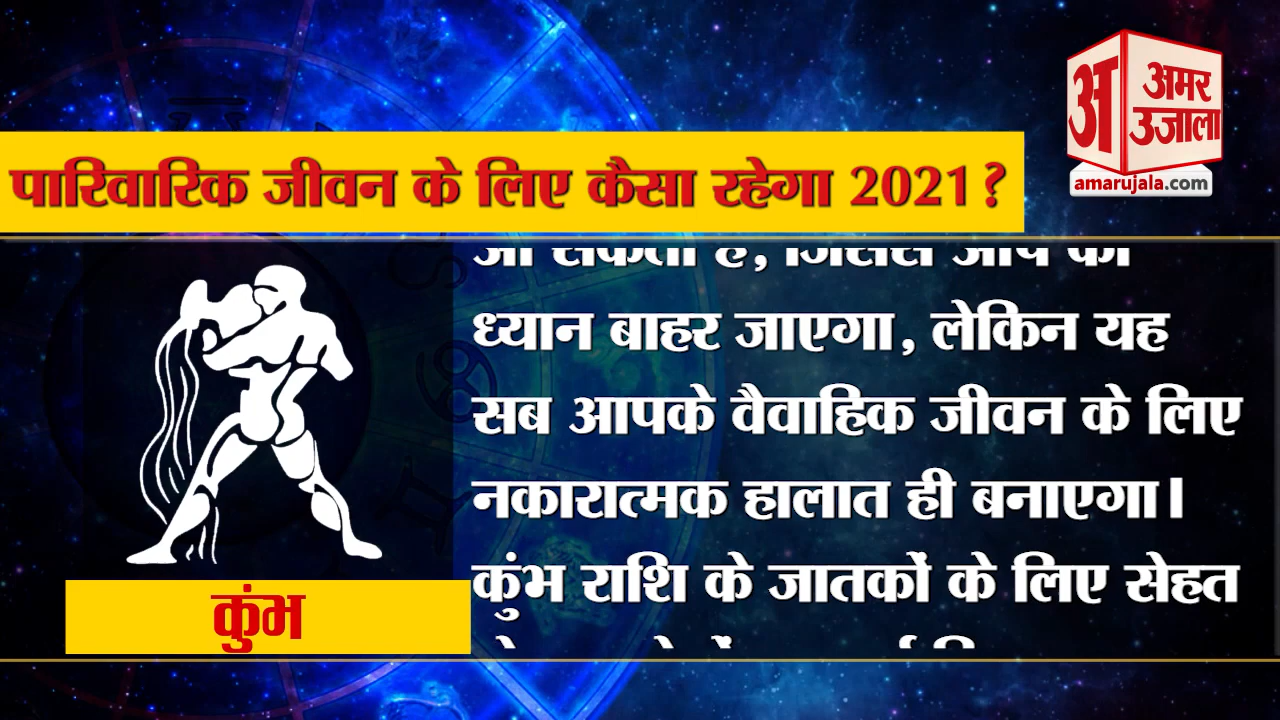 अ
अमर
उजाला
amarujala.com
पारिवारिक जीवन के लिए कैसा रहेगा 2021?
ध्यान बाहर जाएगा, लेकिन यह
सब आपके वैवाहिक जीवन के लिए
नकारात्मक हालात ही बनाएगा।
कुंभ राशि के जातकों के लिए सेहत
कुंभ